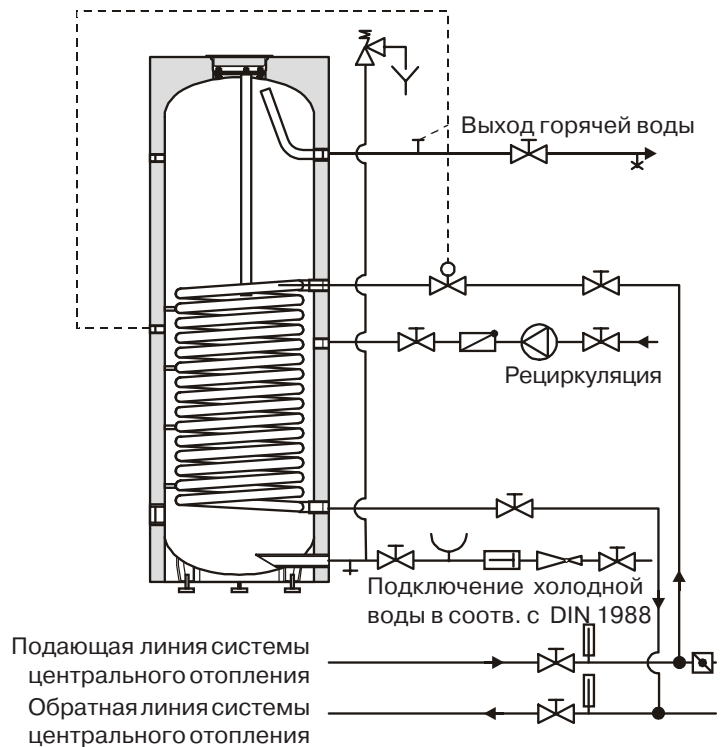 Выход горячей воды
Рециркуляция
Подключение холодной
воды в соотв. с DIN 1988
Подающая линия системы
центрального отопления
Обратная линия системы
центрального отопления